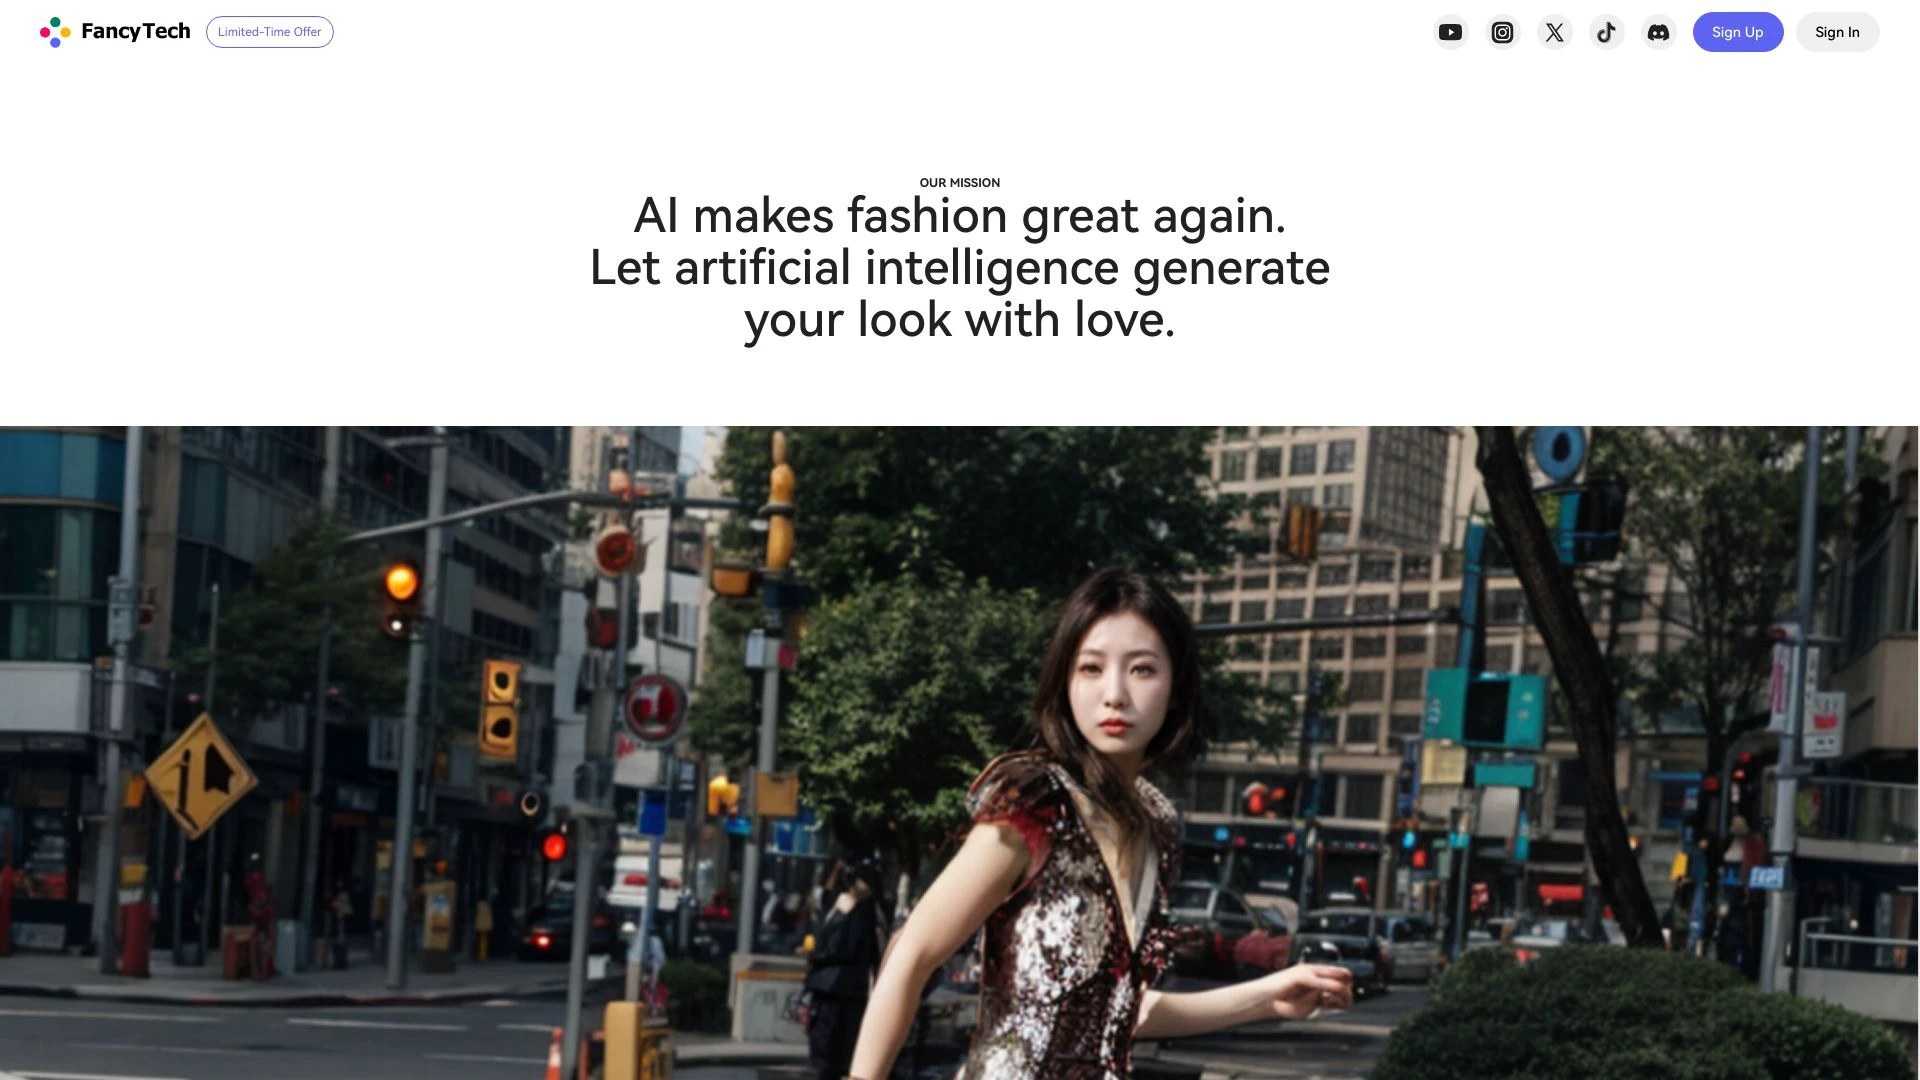 FancyTech
Limited-Time Offer
Sign Up
Sign In
OUR MISSION
AI makes fashion great again.
Let artificial intelligence generate
your look with love.